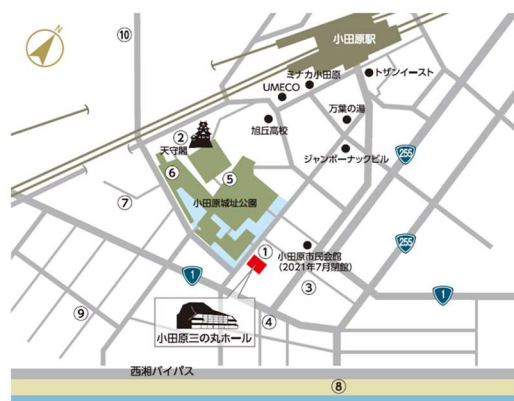 小田原駅
⑩
ミナカ小田原
トザンイースト
UMECO
万葉の湯
旭丘高校
②
天守閣
ジャンボーナックビル
255
⑥
⑤
小田原城址公園
⑦
255
①
小田原市民会館
(2021年7月閉館)
1
③
1
⑨
④
小田原三の丸ホール
西湘バイパス
⑧